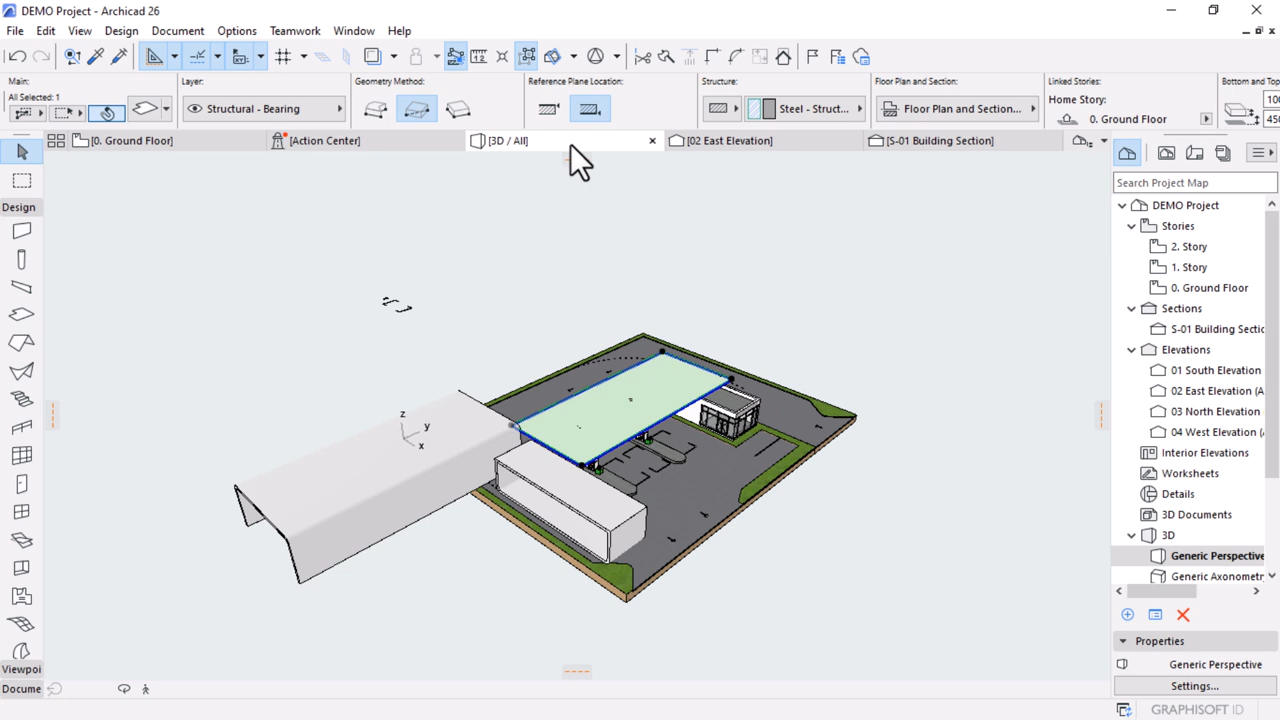 DEMO Project - Archicad 26
File Edit View Design Document Options Teamwork Window Help
Main:
All Selected: 1
Layer:
Structural - Bearing
Geometry Method:
Reference Plane Location:
Structure:
Steel - Struct...
Floor Plan and Section:
Floor Plan and Section...
Linked Stories:
Home Story:
0. Ground Floor
Bottom and Top
100
450
[0. Ground Floor]
[Action Center]
[3D / All]
[02 East Elevation]
[S-01 Building Section]
Design
Viewpoi
Docume
z
y
x
Search Project Map
DEMO Project
Stories
2. Story
1. Story
0. Ground Floor
Sections
S-01 Building Sectic
Elevations
01 South Elevation
02 East Elevation (A
03 North Elevation
04 West Elevation (A
Interior Elevations
Worksheets
Details
3D Documents
3D
Generic Perspective
Generic Axonometr
Properties
Generic Perspective
Settings...
GRAPHISOFT ID